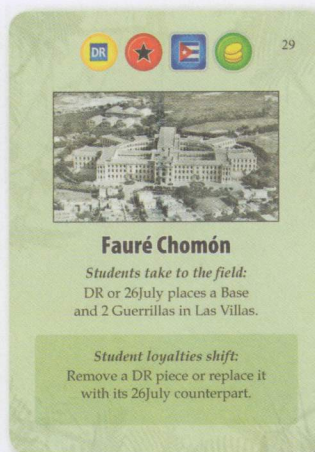 DR
29
Fauré Chomón
Students take to the field:
DR or 26July places a Base
and 2 Guerrillas in Las Villas.
Student loyalties shift:
Remove a DR piece or replace it
with its 26July counterpart.